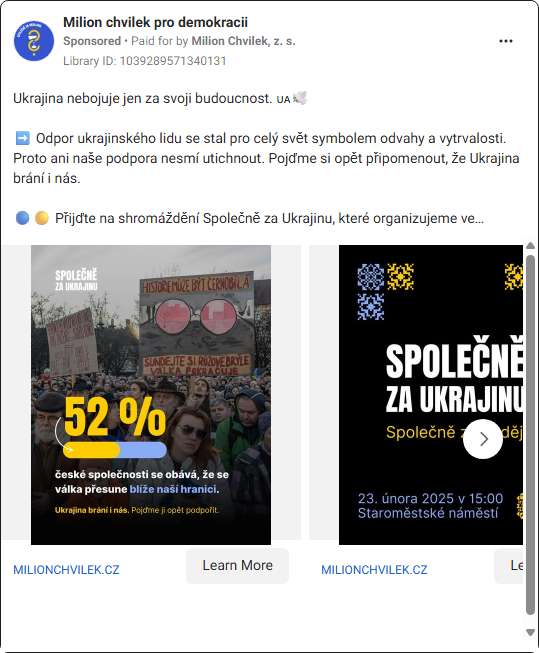 Milion chvilek pro demokracii
Sponsored • Paid for by Milion Chvilek, z. s.
Library ID: 1039289571340131
Ukrajina nebojuje jen za svoji budoucnost. UA🕊️
➡️ Odpor ukrajinského lidu se stal pro celý svět symbolem odvahy a vytrvalosti.
Proto ani naše podpora nesmí utichnout. Pojďme si opět připomenout, že Ukrajina
brání i nás.
🔵🟡 Přijďte na shromáždění Společně za Ukrajinu, které organizujeme ve...
SPOLEČNĚ
ZA UKRAJINU
HISTORIE MŮŽE BÝT ČERNOBÍLÁ
SUNDEJTE SI RŮŽOVÉ BRÝLE
VÁLKA POKRAČUJE
52 %
české společnosti se obává, že se
válka přesune blíže naší hranici.
Ukrajina brání i nás. Pojďme ji opět podpořit.
MILIONCHVILEK.CZ
Learn More
SPOLEČNĚ
ZA UKRAJINU
Společně
23. února 2025 v 15:00
Staroměstské náměstí
MILIONCHVILEK.CZ
Le